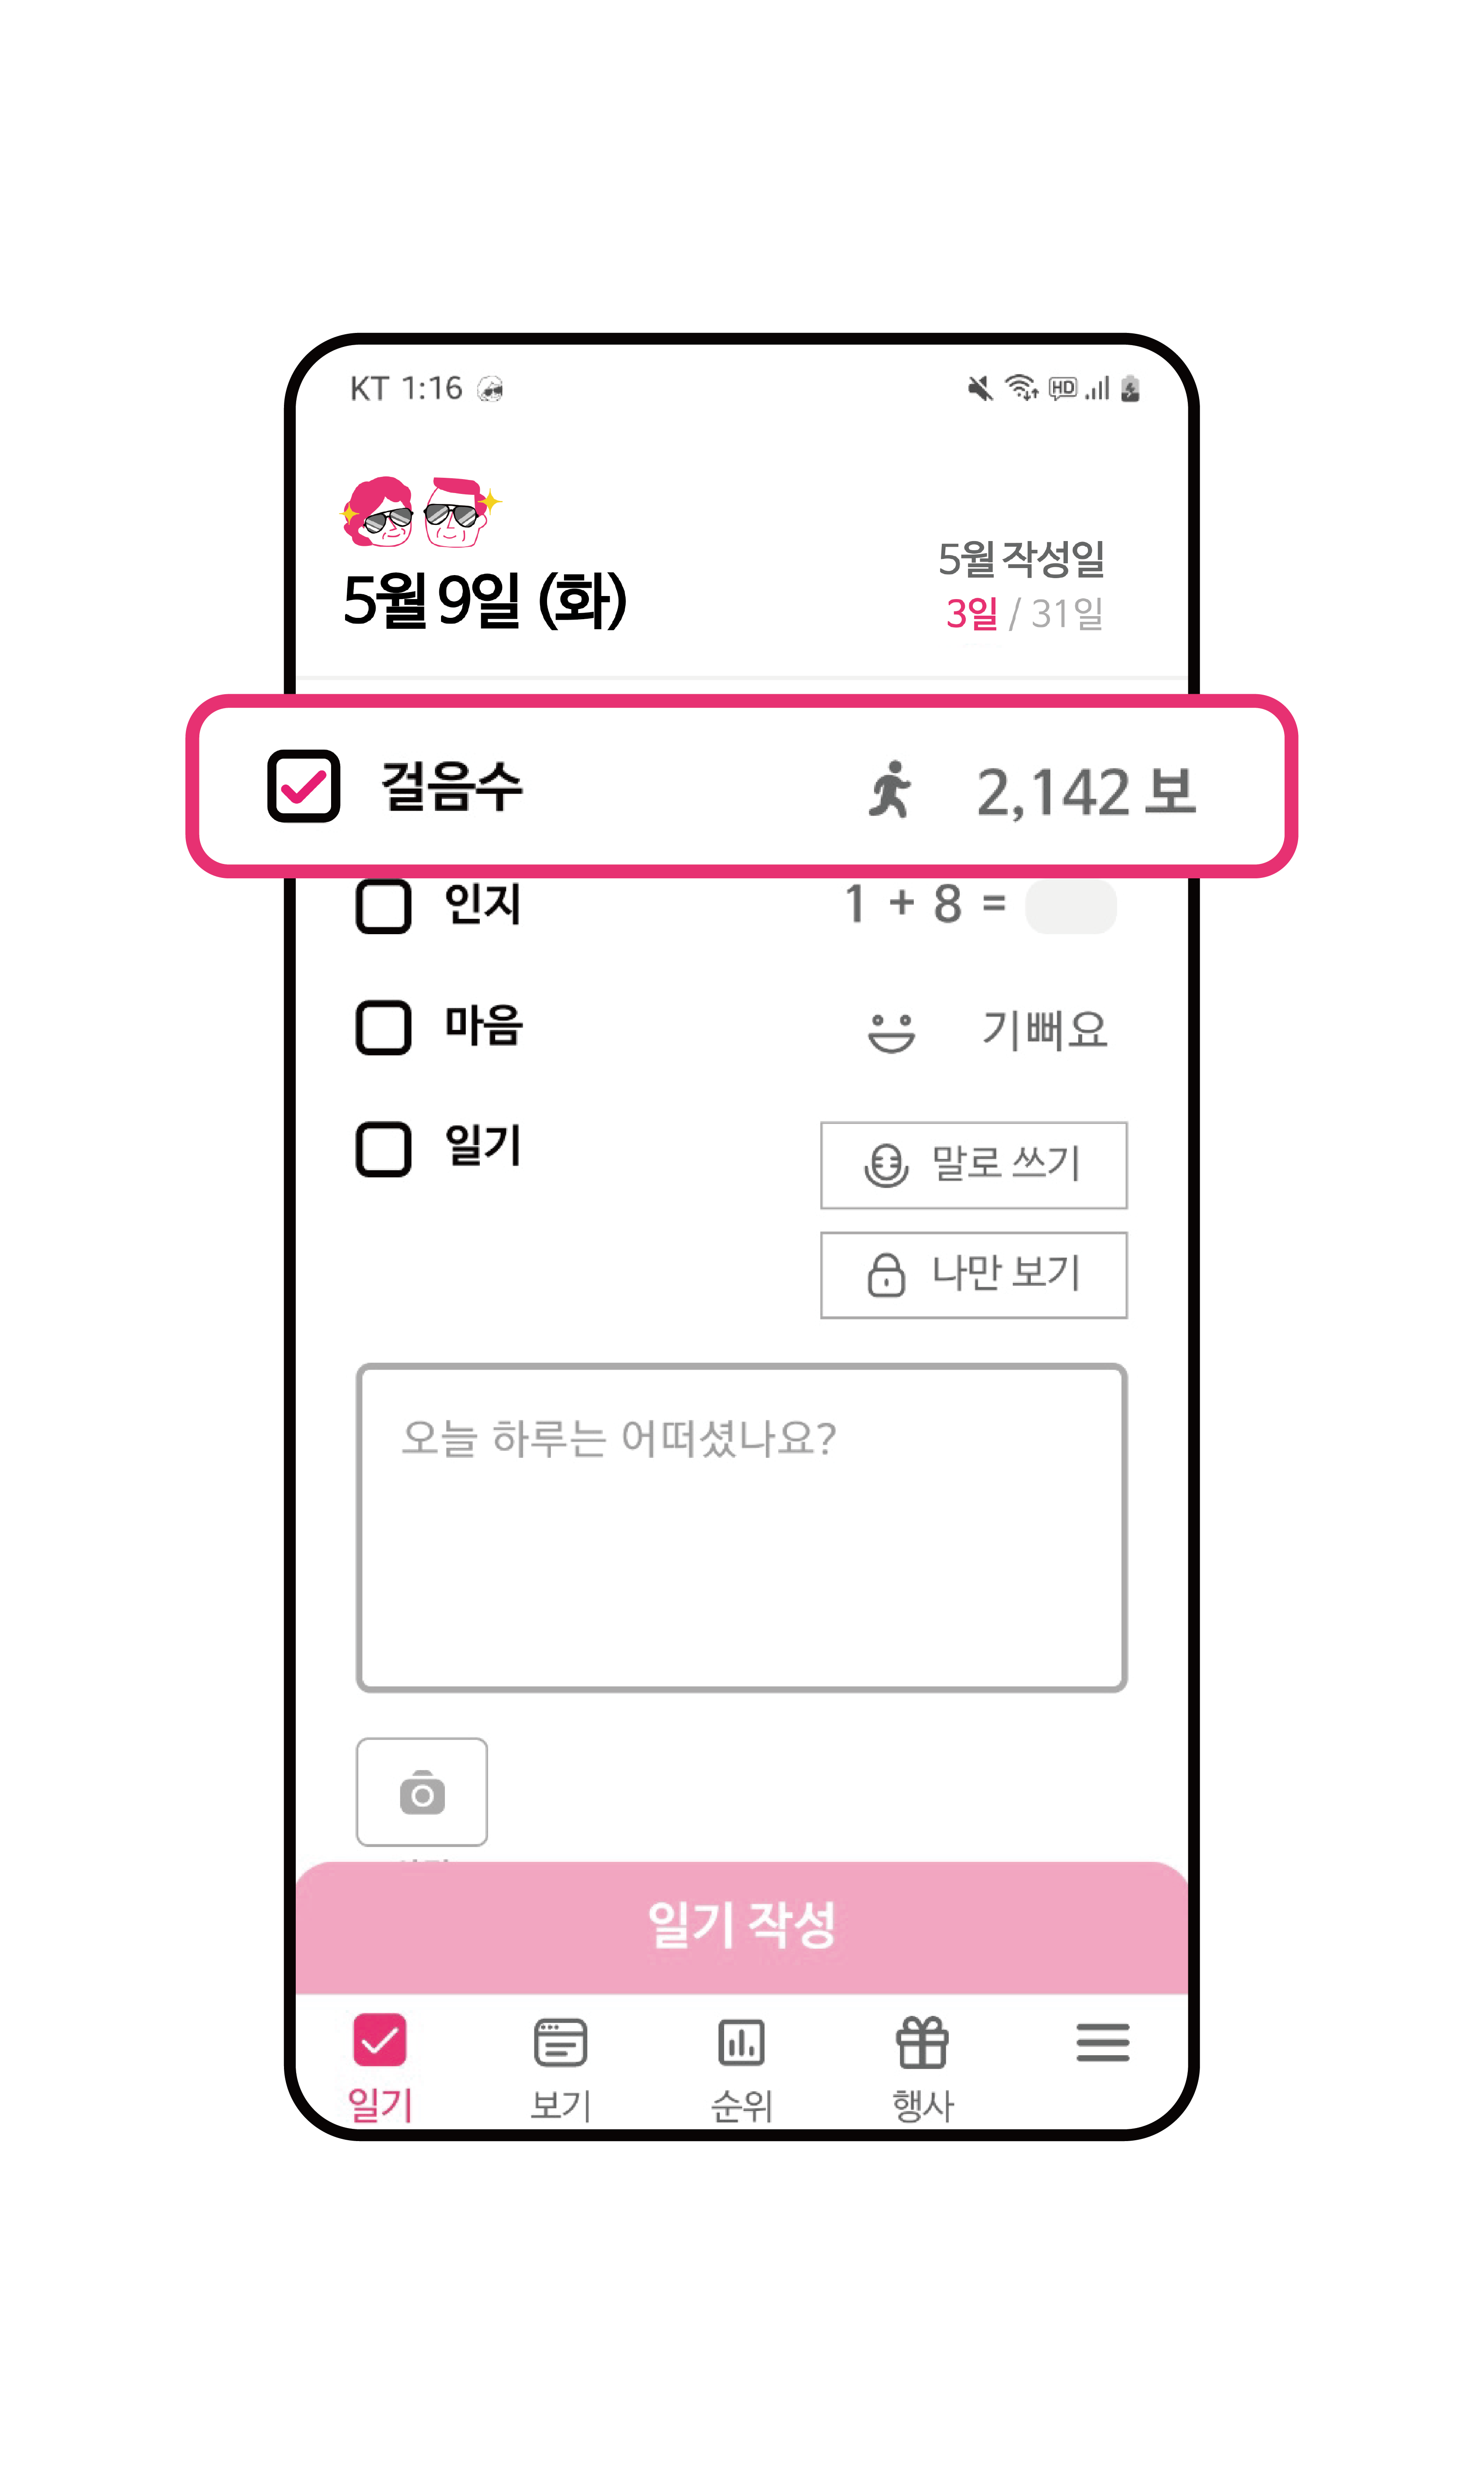 KT 1:16
HD
5월 작성일
5월 9일 (화)
3일 / 31일
걸음수 2,142 보
인지 1 + 8 =
마음 기뻐요
일기 말로 쓰기
나만 보기
오늘 하루는 어떠셨나요?
일기 작성
일기 보기 순위 행사